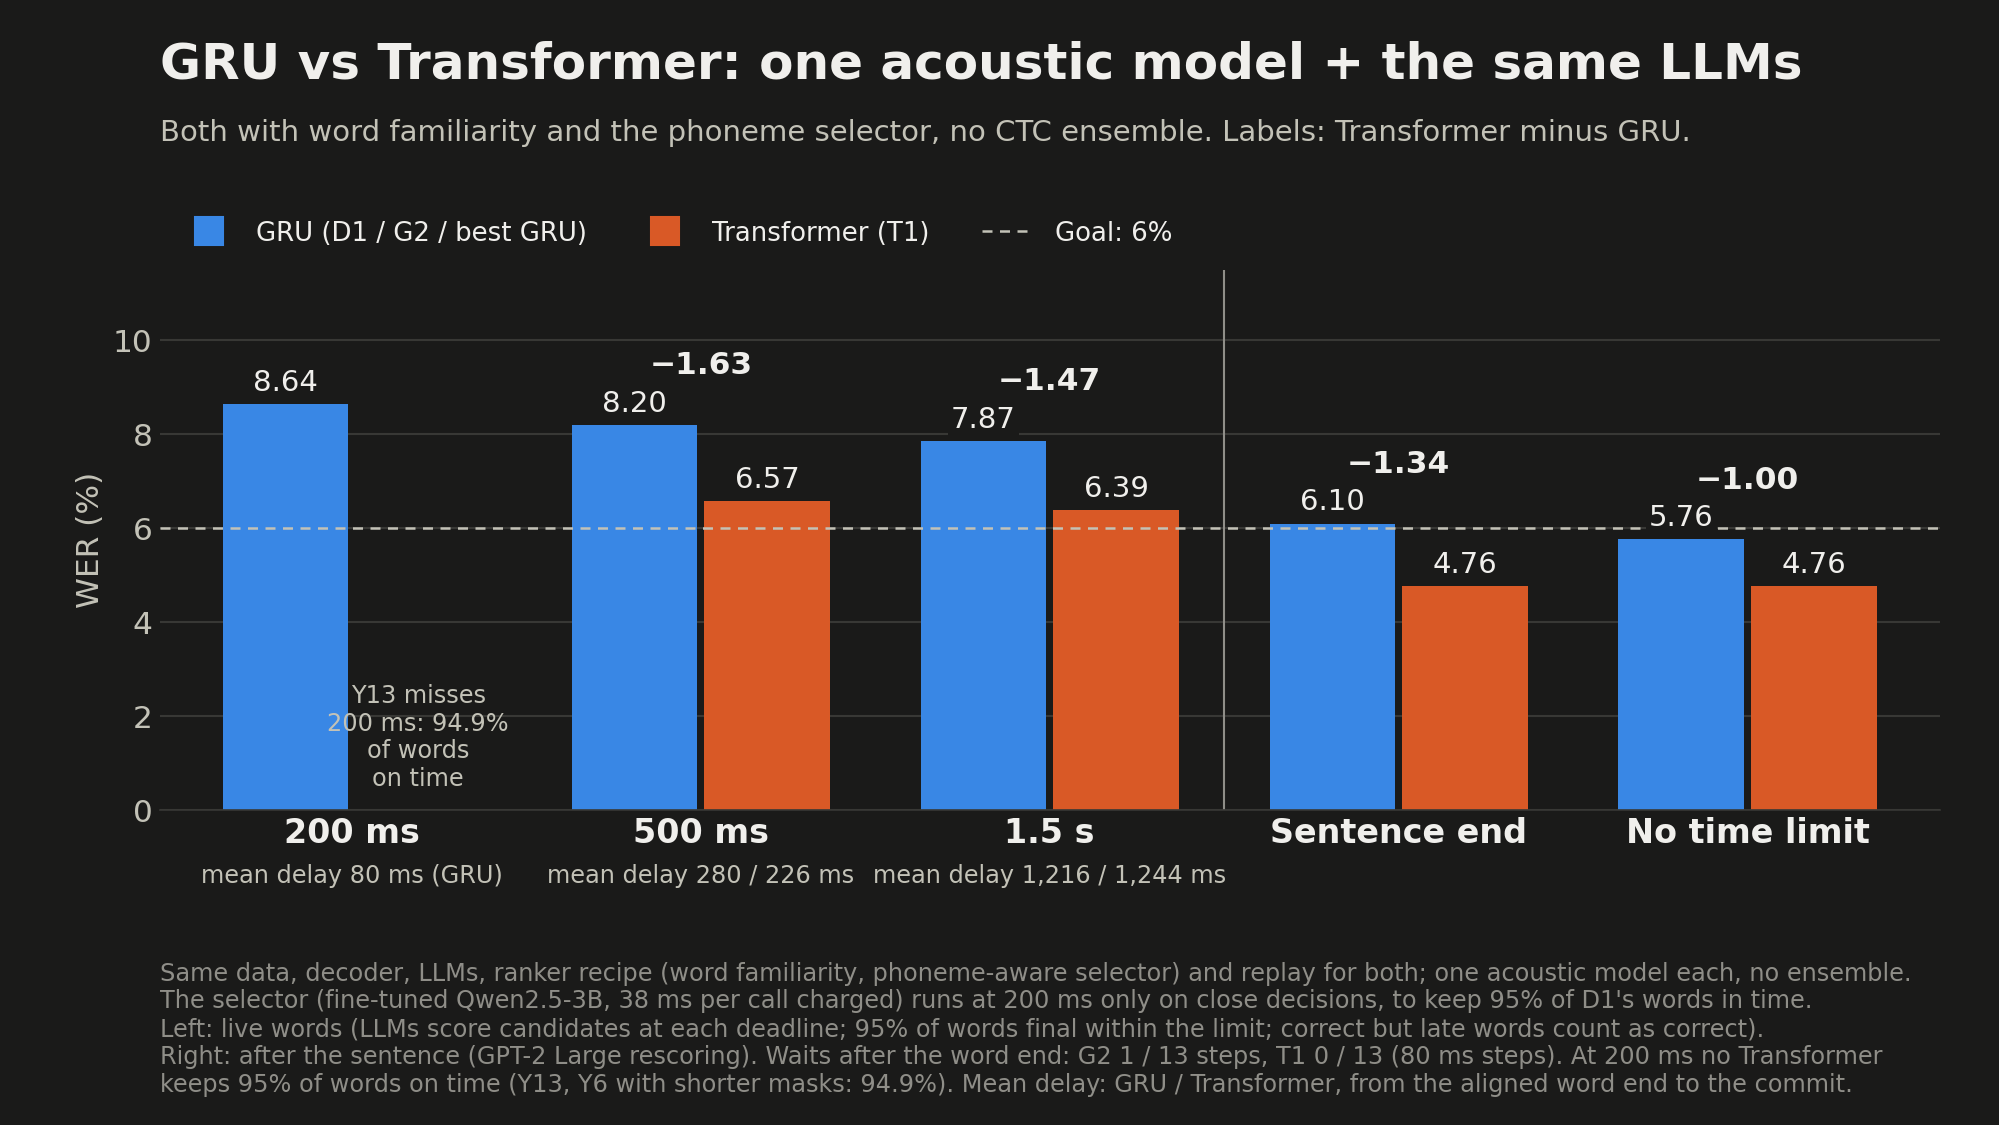 GRU vs Transformer: one acoustic model + the same LLMs
Both with word familiarity and the phoneme selector, no CTC ensemble. Labels: Transformer minus GRU.
GRU (D1 / G2 / best GRU)
Transformer (T1)
Goal: 6%
WER (%)
10
8
6
4
2
0
8.64
Y13 misses
200 ms: 94.9%
of words
on time
−1.63
8.20
6.57
−1.47
7.87
6.39
−1.34
6.10
4.76
−1.00
5.76
4.76
200 ms
500 ms
1.5 s
Sentence end
No time limit
mean delay 80 ms (GRU)
mean delay 280 / 226 ms
mean delay 1,216 / 1,244 ms
Same data, decoder, LLMs, ranker recipe (word familiarity, phoneme-aware selector) and replay for both; one acoustic model each, no ensemble.
The selector (fine-tuned Qwen2.5-3B, 38 ms per call charged) runs at 200 ms only on close decisions, to keep 95% of D1's words in time.
Left: live words (LLMs score candidates at each deadline; 95% of words final within the limit; correct but late words count as correct).
Right: after the sentence (GPT-2 Large rescoring). Waits after the word end: G2 1 / 13 steps, T1 0 / 13 (80 ms steps). At 200 ms no Transformer
keeps 95% of words on time (Y13, Y6 with shorter masks: 94.9%). Mean delay: GRU / Transformer, from the aligned word end to the commit.